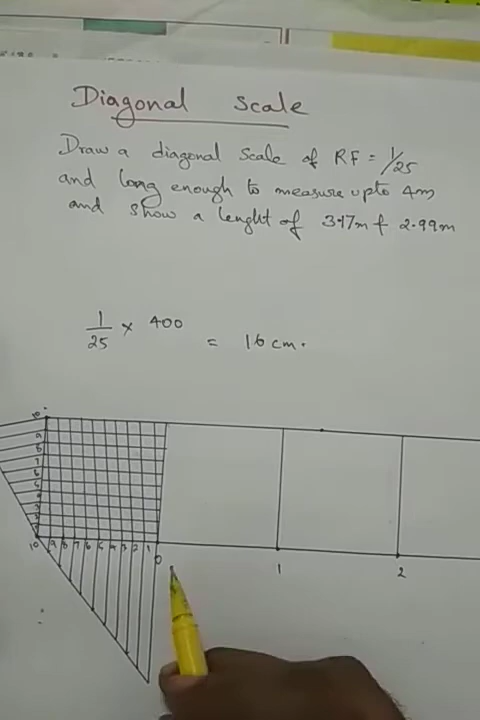 Diagonal Scale
Draw a diagonal Scale of RF = 1/25
and long enough to measure upto 4m
and show a lenght of 3.17m & 2.99m
1/25 × 400 = 16 cm.
10
9
8
7
6
5
4
3
2
1
10 9 8 7 6 5 4 3 2 1 0
1 2